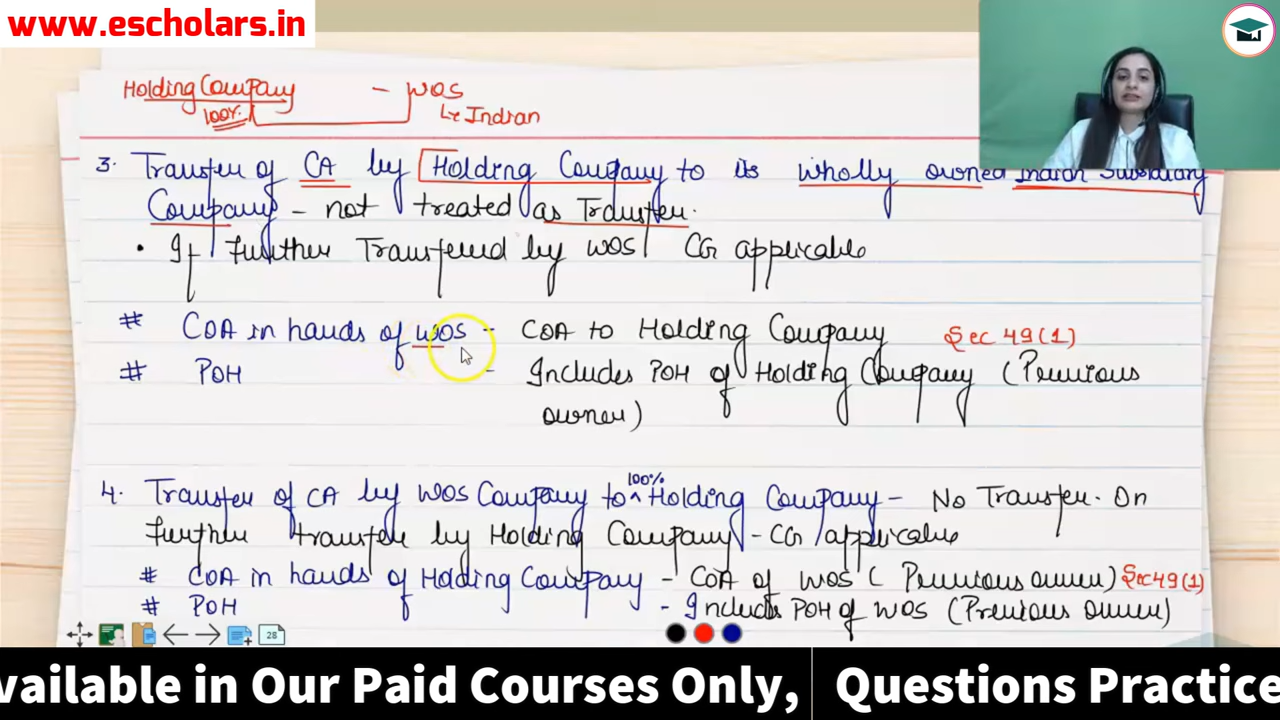 www.escholars.in
Holding Company - WOS
100%
↳ Indian
3. Transfer of CA by Holding Company to its wholly owned Indian Subsidiary
Company - not treated as Transfer.
• If further Transferred by WOS CG applicable
# COA in hands of WOS - COA to Holding Company Sec 49(1)
# POH - Includes POH of Holding Company (Previous
owner)
4. Transfer of CA by WOS Company to ^100% Holding Company - No Transfer. On
further transfer by Holding Company - CG applicable
# COA in hands of Holding Company - COA of WOS (Previous owner) Sec 49(1)
# POH - Includes POH of WOS (Previous owner)
28
vailable in Our Paid Courses Only, Questions Practice